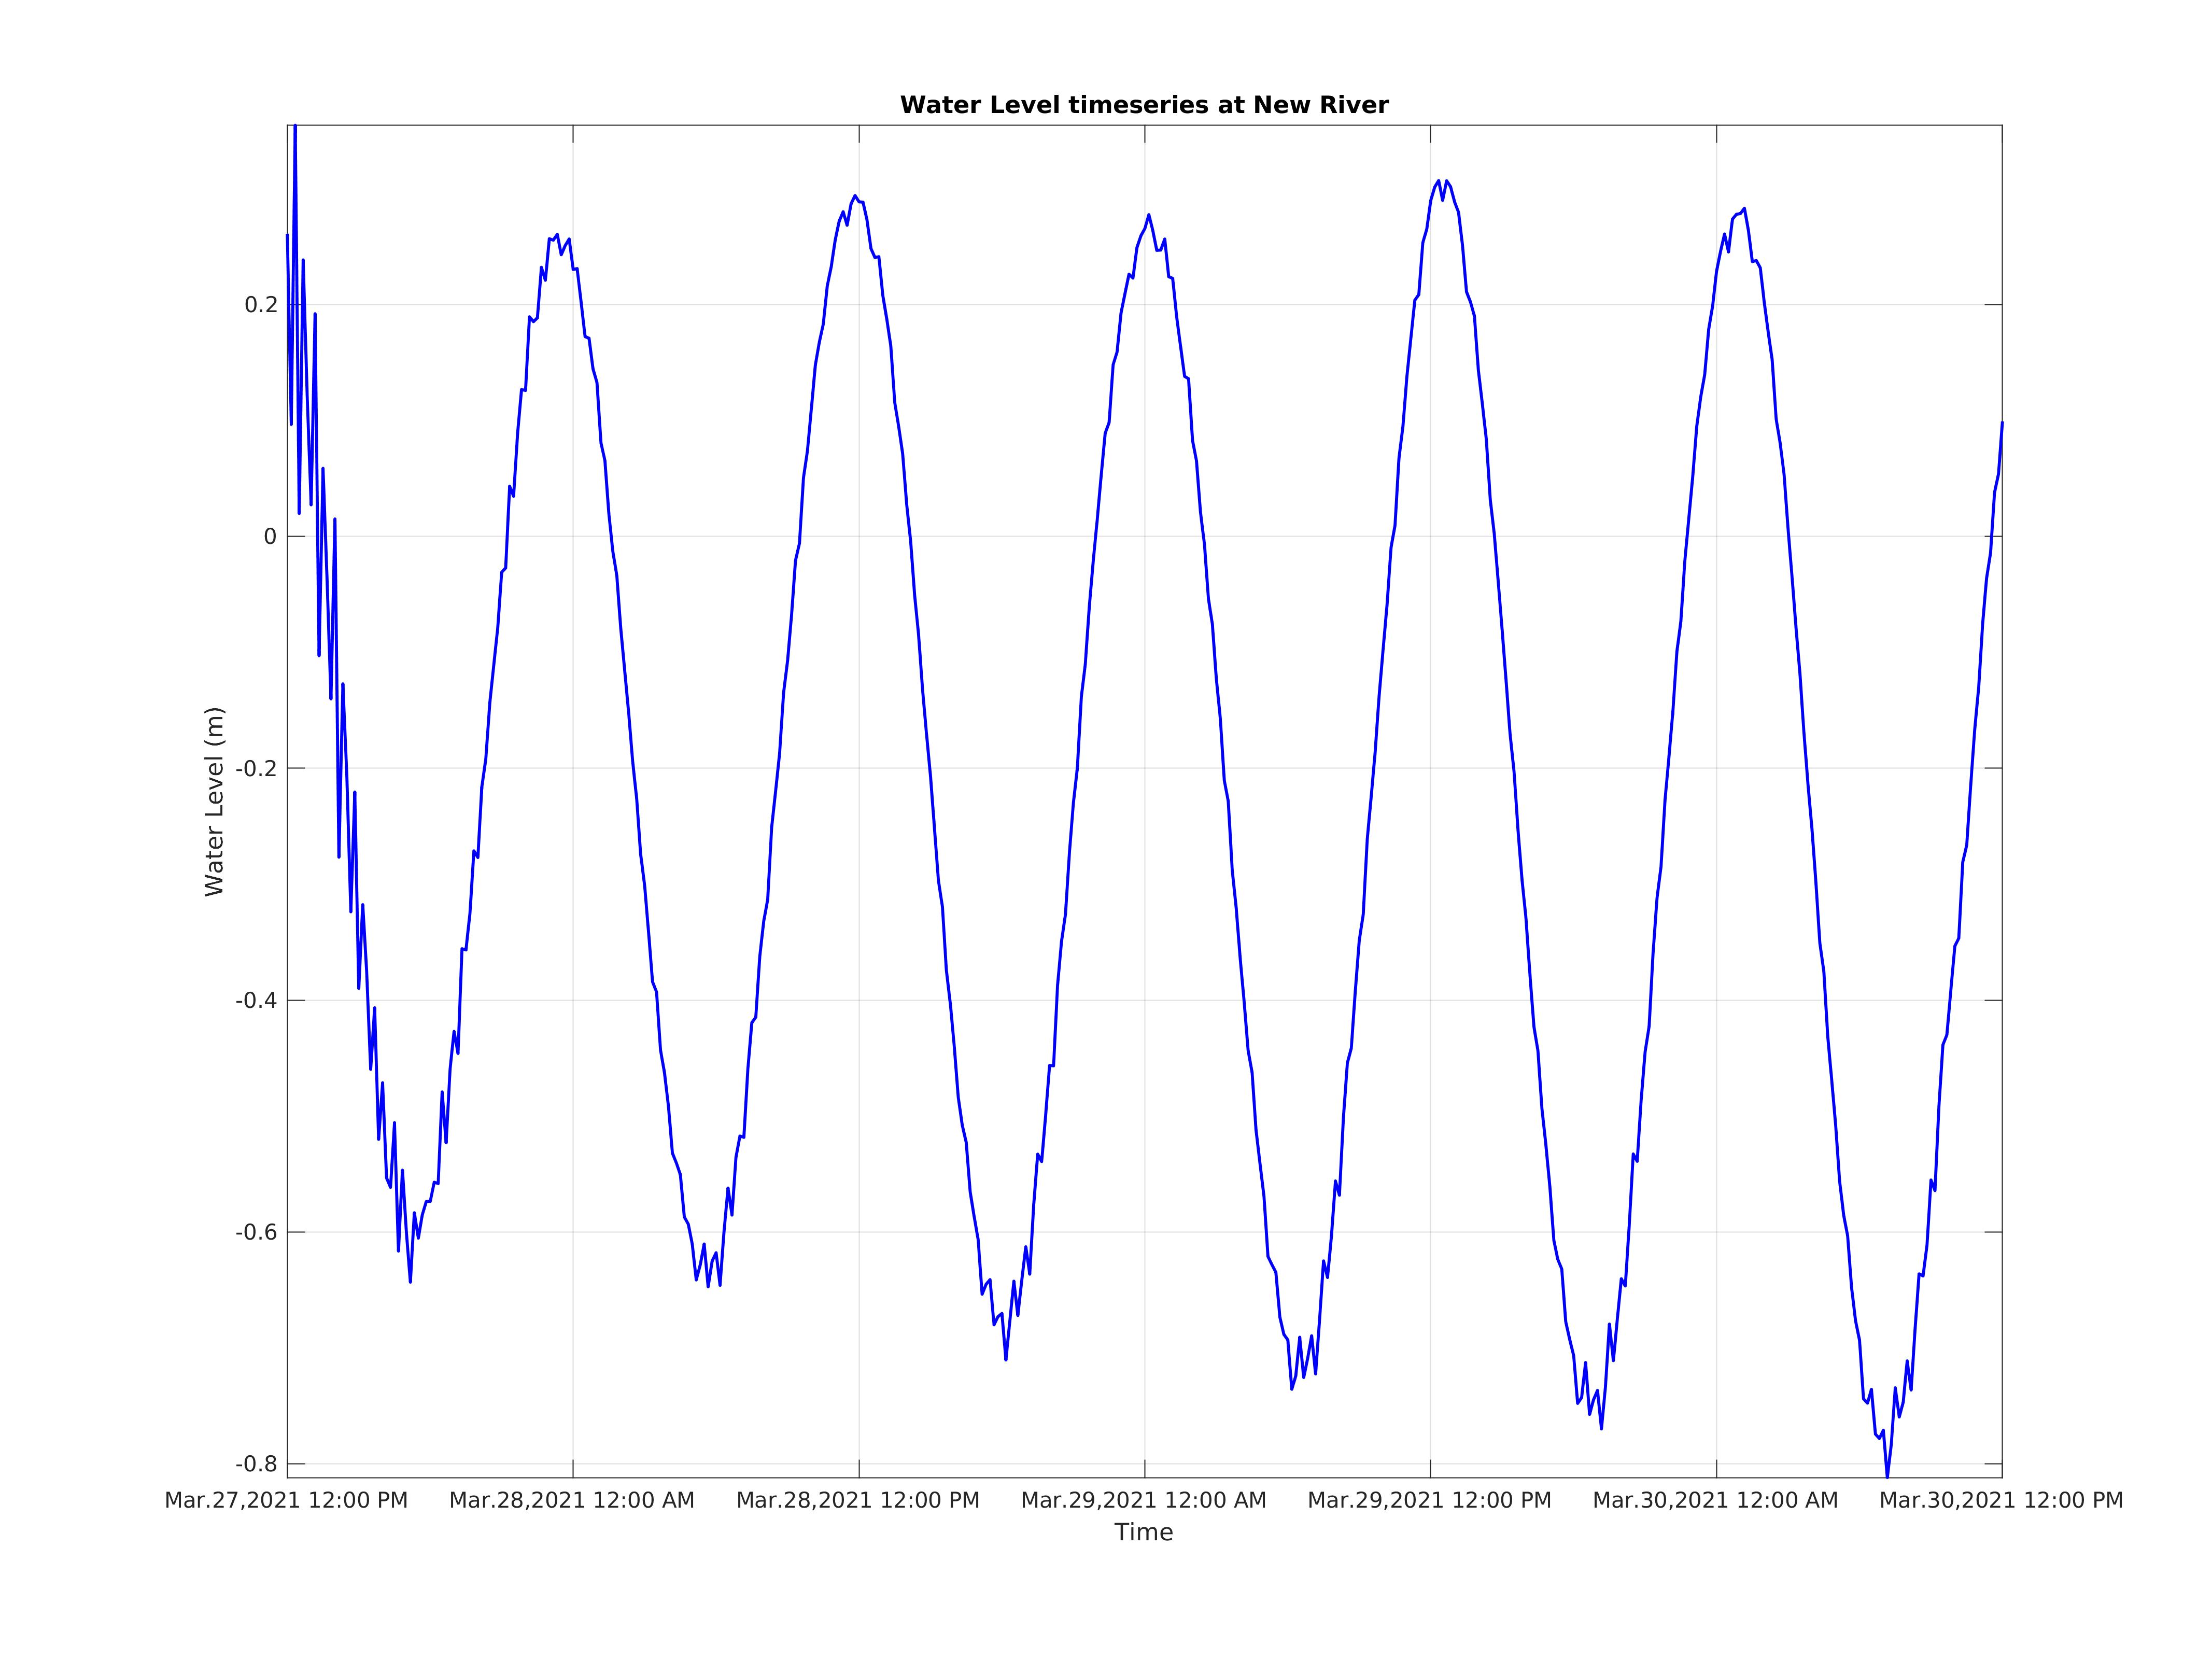 Water Level timeseries at New River
0.2
0
-0.2
-0.4
-0.6
-0.8
Water Level (m)
Mar.27,2021 12:00 PM
Mar.28,2021 12:00 AM
Mar.28,2021 12:00 PM
Mar.29,2021 12:00 AM
Mar.29,2021 12:00 PM
Mar.30,2021 12:00 AM
Mar.30,2021 12:00 PM
Time